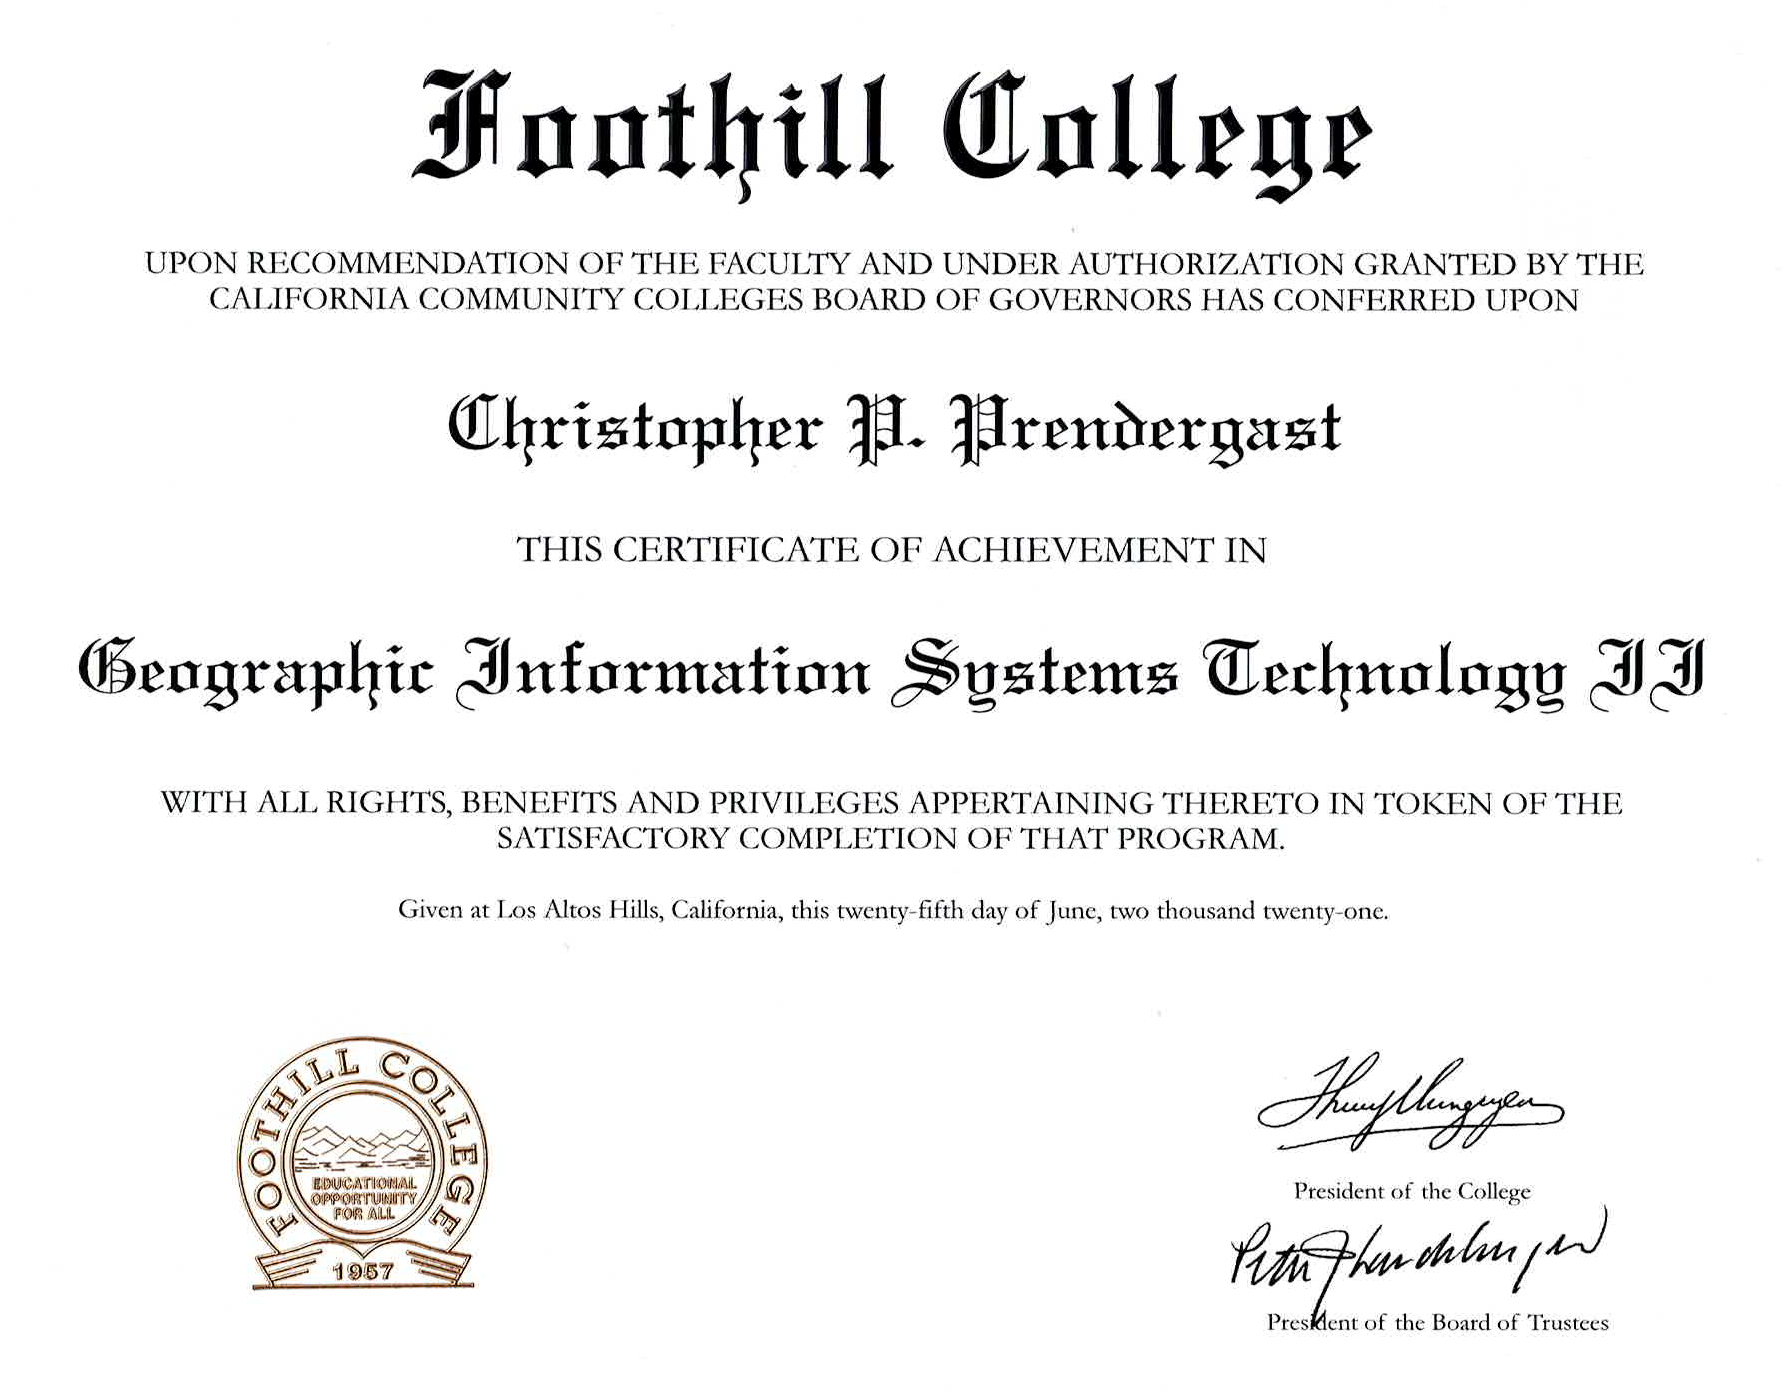 Foothill College
UPON RECOMMENDATION OF THE FACULTY AND UNDER AUTHORIZATION GRANTED BY THE
CALIFORNIA COMMUNITY COLLEGES BOARD OF GOVERNORS HAS CONFERRED UPON
Christopher P. Prendergast
THIS CERTIFICATE OF ACHIEVEMENT IN
Geographic Information Systems Technology II
WITH ALL RIGHTS, BENEFITS AND PRIVILEGES APPERTAINING THERETO IN TOKEN OF THE
SATISFACTORY COMPLETION OF THAT PROGRAM.
Given at Los Altos Hills, California, this twenty-fifth day of June, two thousand twenty-one.
FOOTHILL COLLEGE
EDUCATIONAL
OPPORTUNITY
FOR ALL
1957
President of the College
President of the Board of Trustees